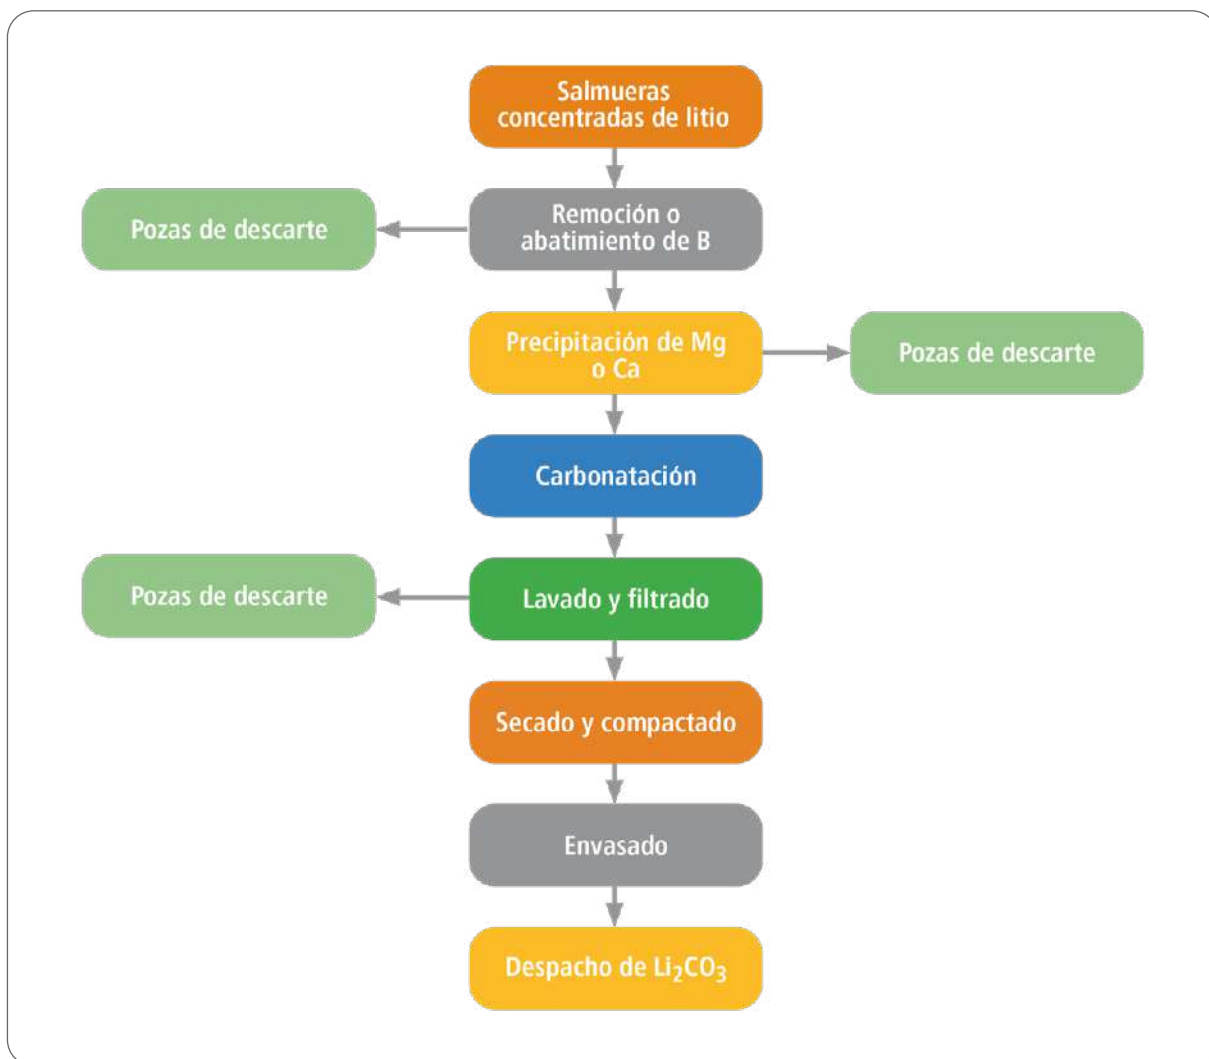 Salmueras
concentradas de litio
Pozas de descarte
Remoción o
abatimiento de B
Precipitación de Mg
o Ca
Pozas de descarte
Carbonatación
Pozas de descarte
Lavado y filtrado
Secado y compactado
Envasado
Despacho de Li₂CO₃